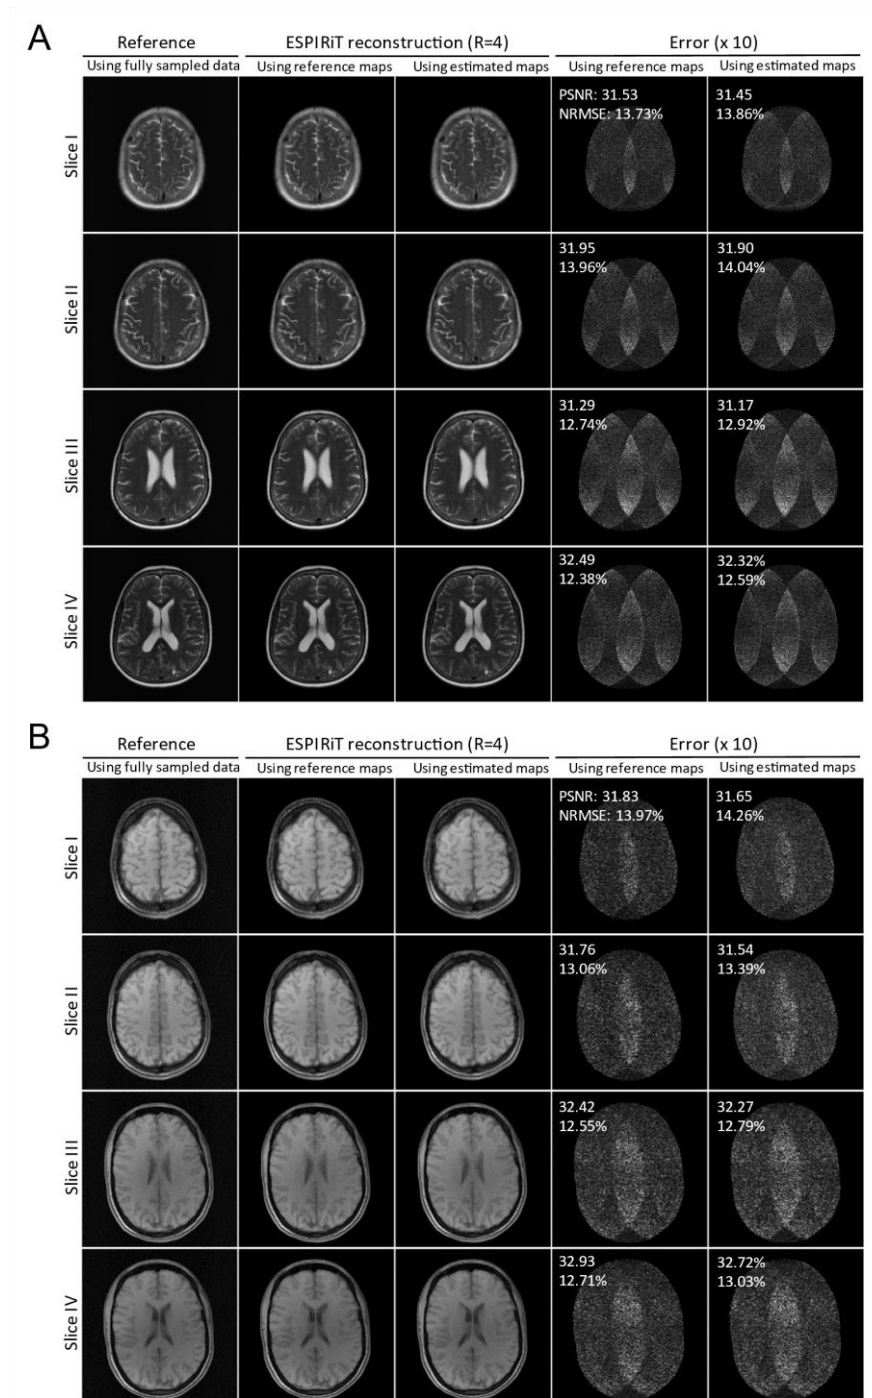 A
Reference
ESPIRiT reconstruction (R=4)
Error (x 10)
Using fully sampled data
Using reference maps
Using estimated maps
Using reference maps
Using estimated maps
Slice I
PSNR: 31.53
NRMSE: 13.73%
31.45
13.86%
Slice II
31.95
13.96%
31.90
14.04%
Slice III
31.29
12.74%
31.17
12.92%
Slice IV
32.49
12.38%
32.32%
12.59%
B
Reference
ESPIRiT reconstruction (R=4)
Error (x 10)
Using fully sampled data
Using reference maps
Using estimated maps
Using reference maps
Using estimated maps
Slice I
PSNR: 31.83
NRMSE: 13.97%
31.65
14.26%
Slice II
31.76
13.06%
31.54
13.39%
Slice III
32.42
12.55%
32.27
12.79%
Slice IV
32.93
12.71%
32.72%
13.03%